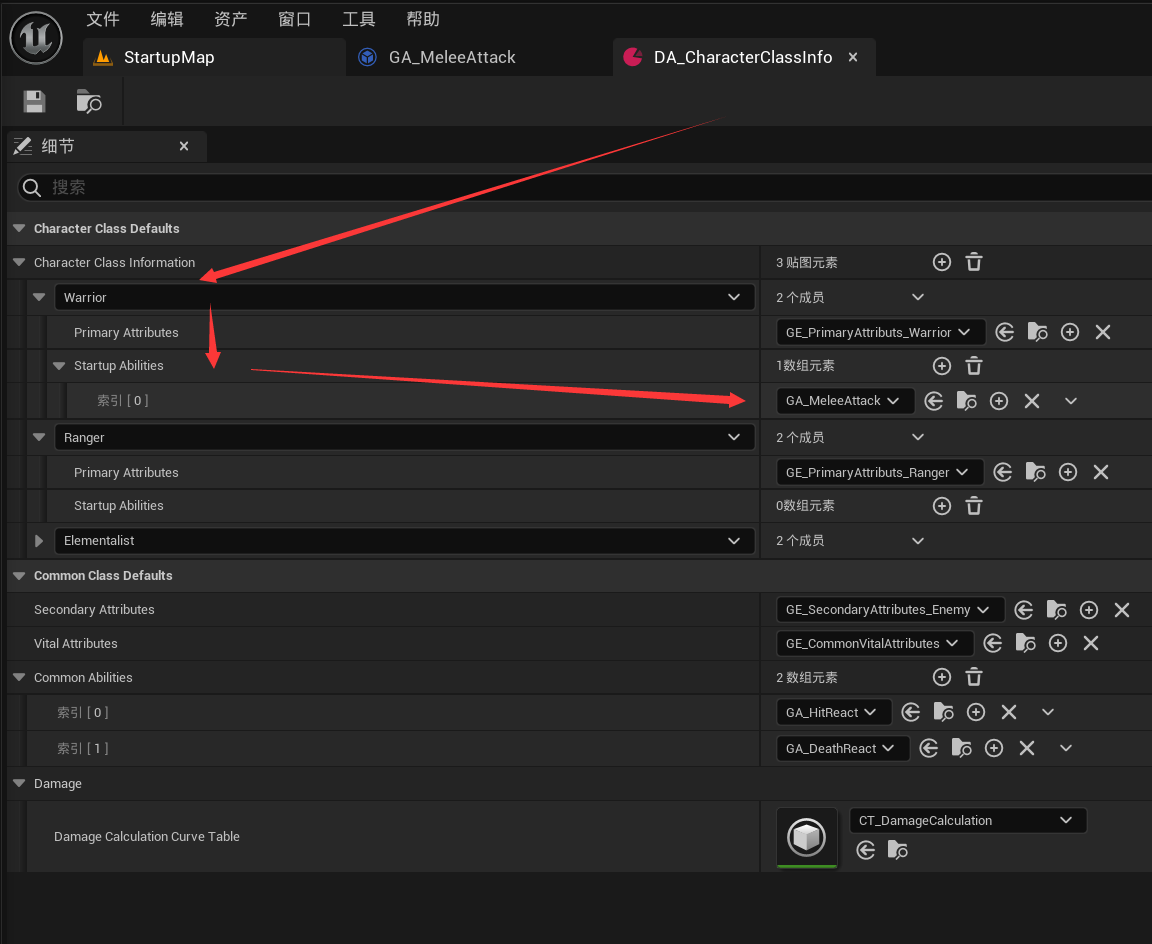 文件 编辑 资产 窗口 工具 帮助
StartupMap GA_MeleeAttack DA_CharacterClassInfo
细节
搜索
Character Class Defaults
Character Class Information 3 贴图元素
Warrior 2 个成员
Primary Attributes GE_PrimaryAttributs_Warrior
Startup Abilities 1数组元素
索引 [ 0 ] GA_MeleeAttack
Ranger 2 个成员
Primary Attributes GE_PrimaryAttributs_Ranger
Startup Abilities 0数组元素
Elementalist 2 个成员
Common Class Defaults
Secondary Attributes GE_SecondaryAttributes_Enemy
Vital Attributes GE_CommonVitalAttributes
Common Abilities 2 数组元素
索引 [ 0 ] GA_HitReact
索引 [ 1 ] GA_DeathReact
Damage
Damage Calculation Curve Table CT_DamageCalculation